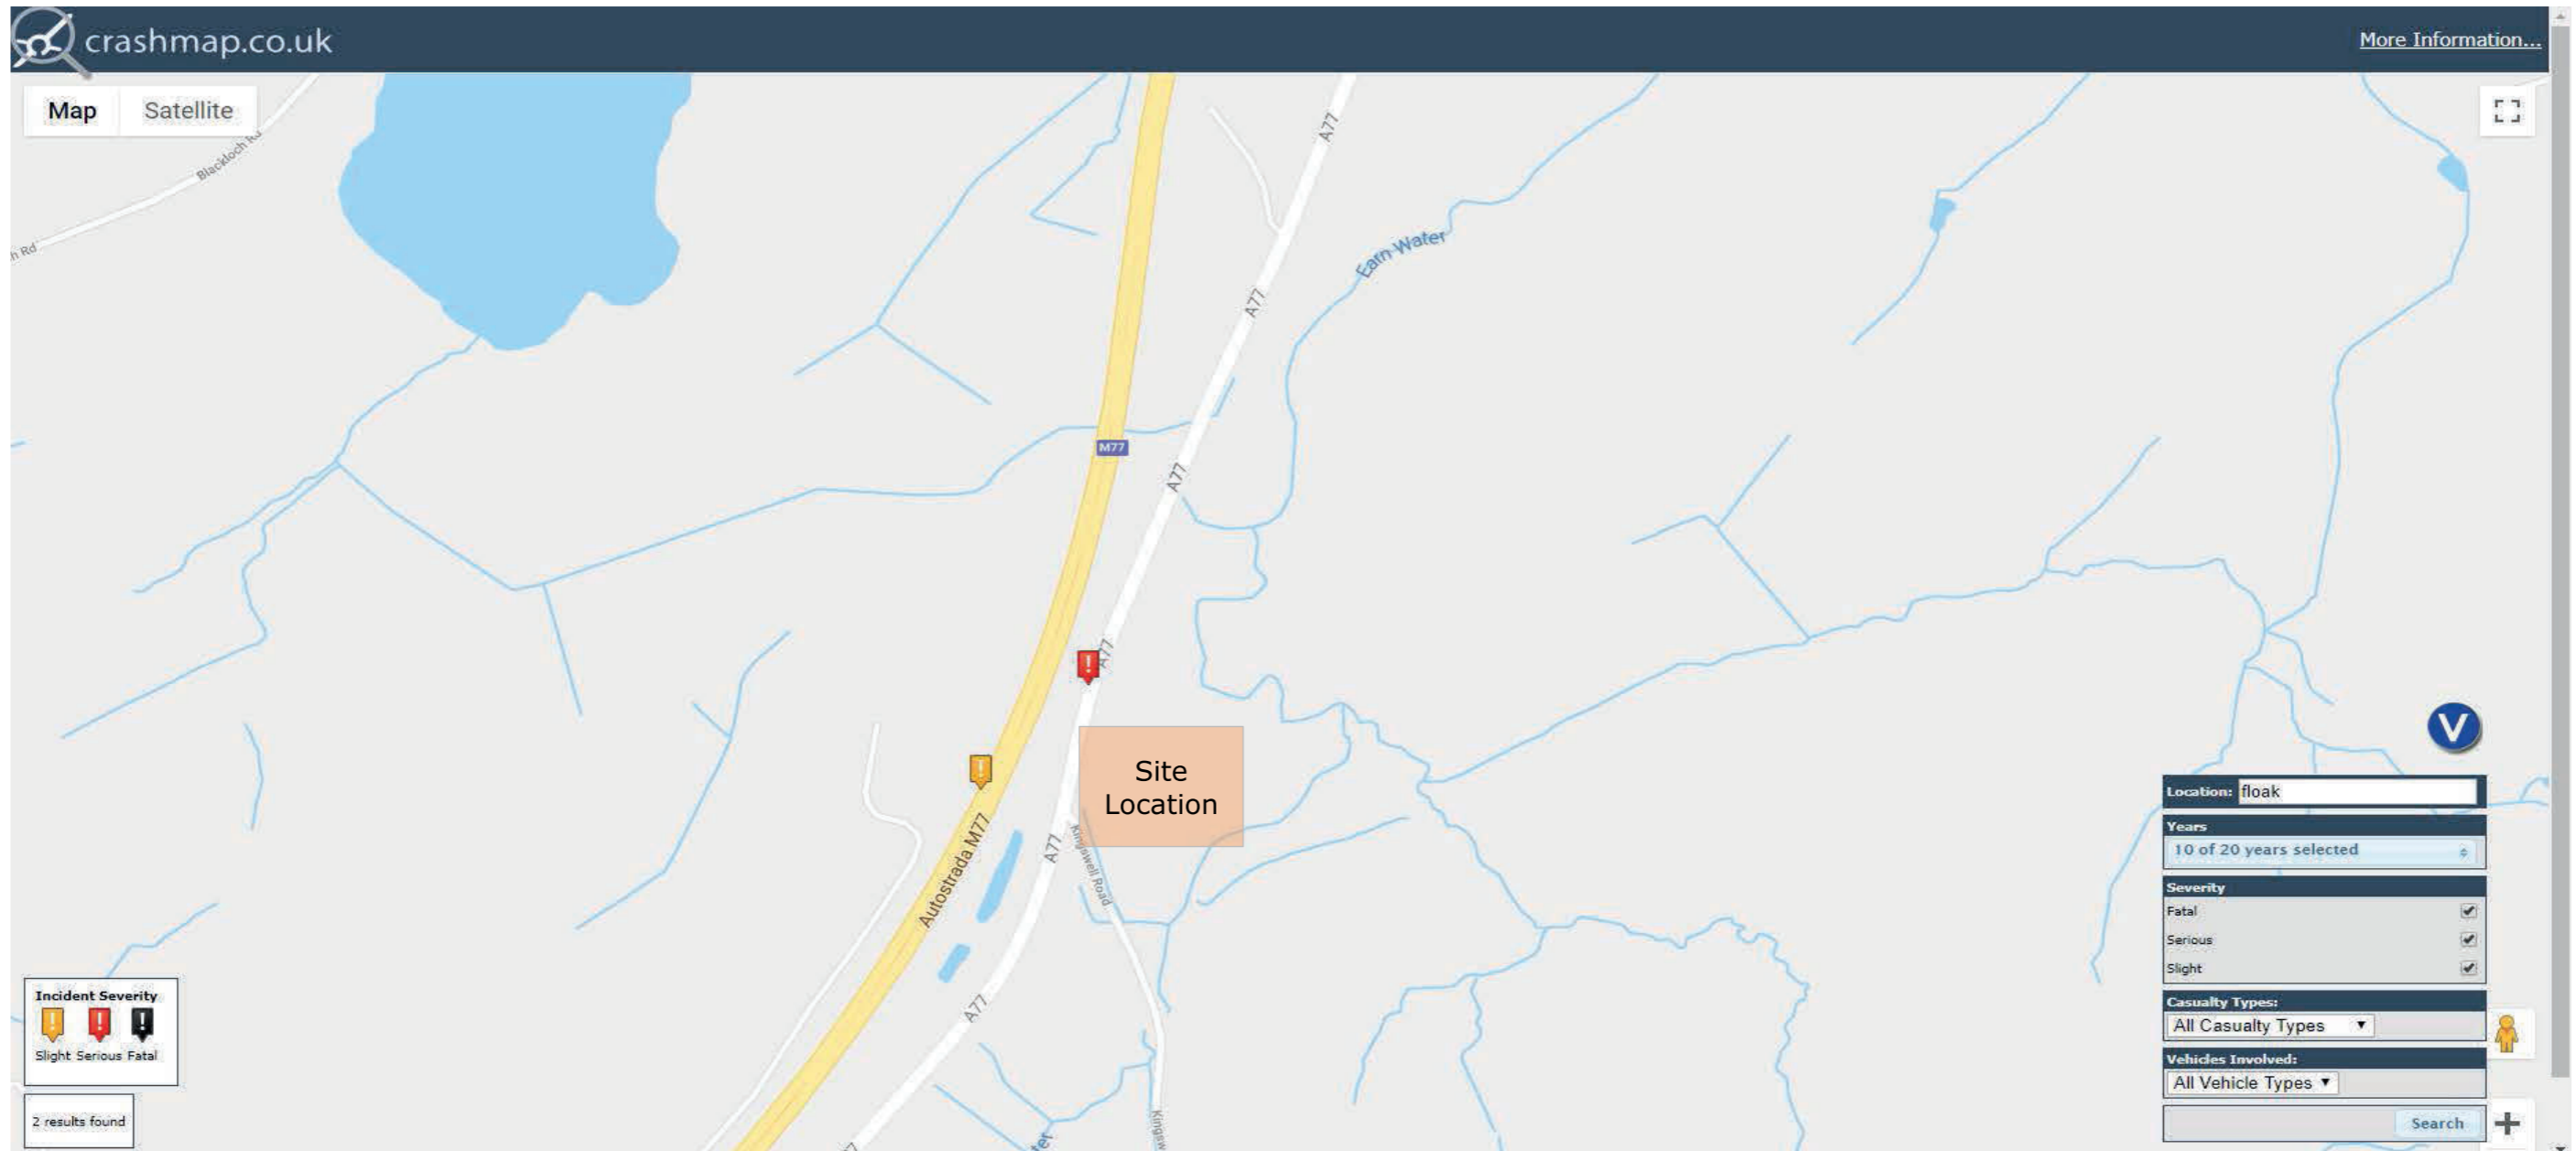 crashmap.co.uk
More Information...
Map
Satellite
Blackloch Rd
h Rd
A77
Earn Water
A77
M77
A77
A77
Site
Location
A77
Kingswell Road
Autostrada M77
A77
Kingsw
Location: floak
Years
10 of 20 years selected
Severity
Fatal
Serious
Slight
Casualty Types:
All Casualty Types
Vehicles Involved:
All Vehicle Types
Search
Incident Severity
Slight Serious Fatal
2 results found
V